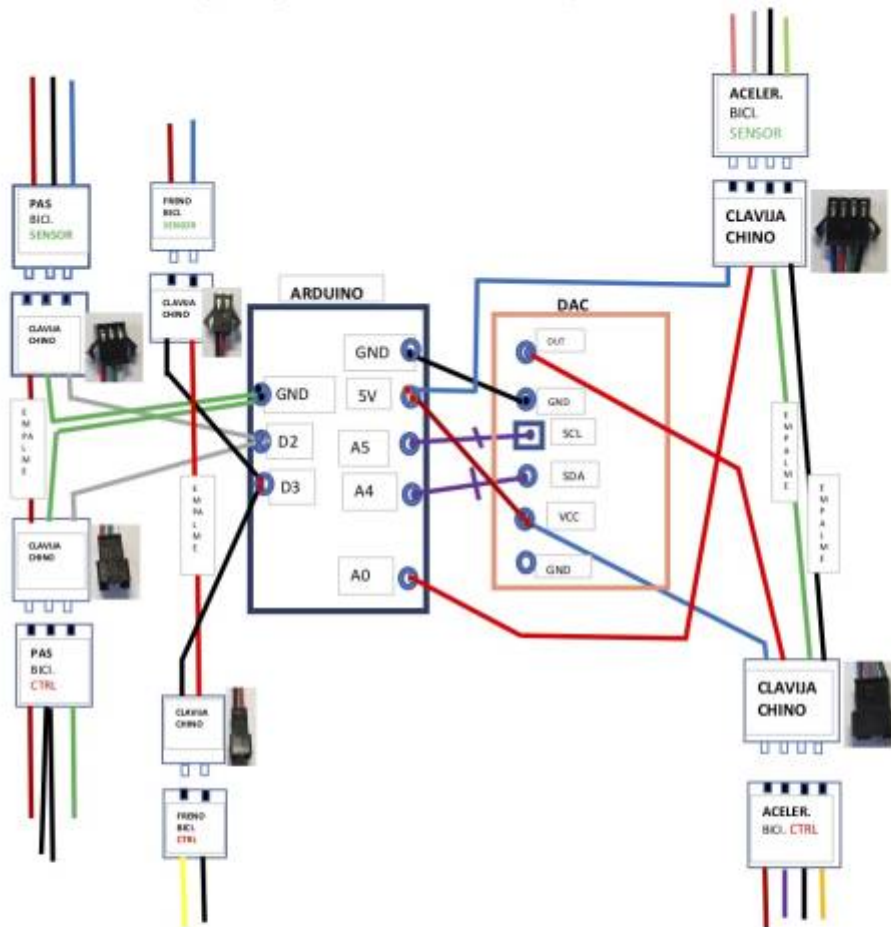 ACELER.
BICI.
SENSOR
PAS
BICI.
SENSOR
FRENO
BICI.
SENSOR
CLAVIJA
CHINO
ARDUINO
DAC
CLAVIJA
CHINO
CLAVIJA
CHINO
GND
OUT
GND
5V
GND
EMPALME
D2
A5
SCL
EMPALME
D3
A4
SDA
EMPALME
EMPALME
VCC
CLAVIJA
CHINO
A0
GND
PAS
BICI.
CTRL
CLAVIJA
CHINO
CLAVIJA
CHINO
FRENO
BICI.
CTRL
ACELER.
BICI. CTRL